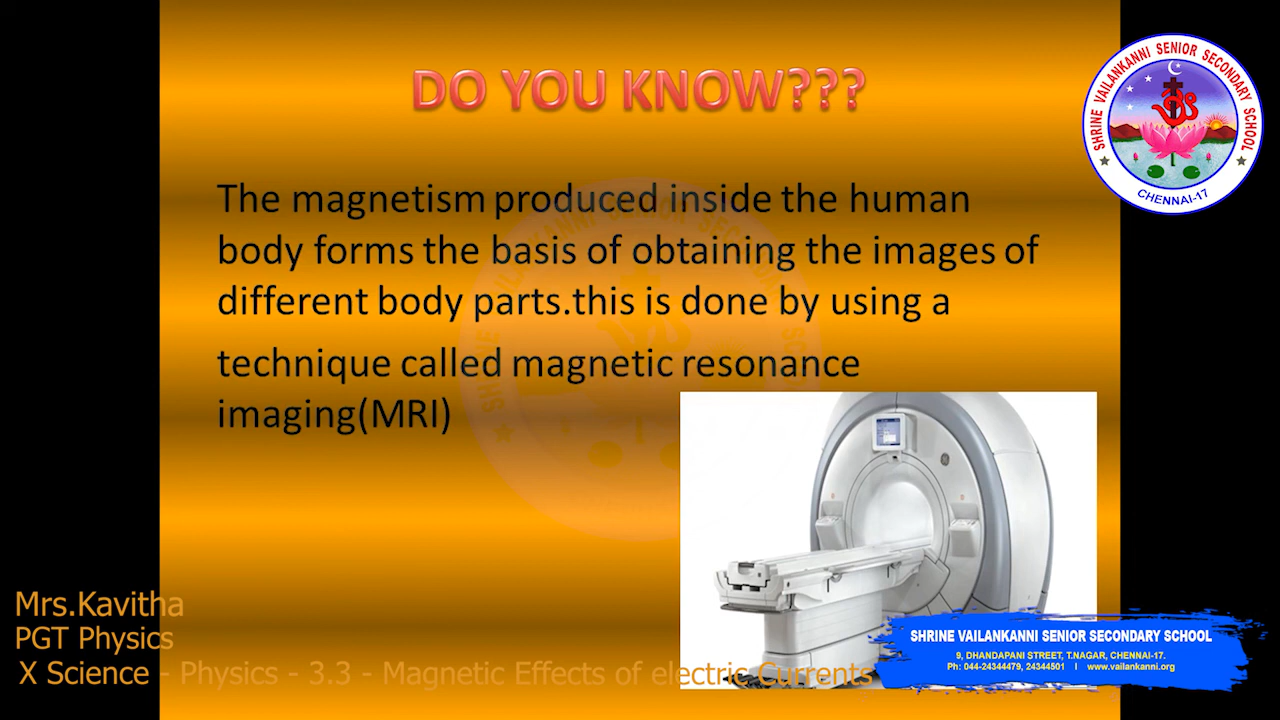 DO YOU KNOW???
The magnetism produced inside the human
body forms the basis of obtaining the images of
different body parts.this is done by using a
technique called magnetic resonance
imaging(MRI)
SHRINE VAILANKANNI SENIOR SECONDARY SCHOOL
CHENNAI-17
Mrs.Kavitha
PGT Physics
X Science - Physics - 3.3 - Magnetic Effects of electric Currents
SHRINE VAILANKANNI SENIOR SECONDARY SCHOOL
9, DHANDAPANI STREET, T.NAGAR, CHENNAI-17.
Ph: 044-24344479, 24344501 I www.vailankanni.org